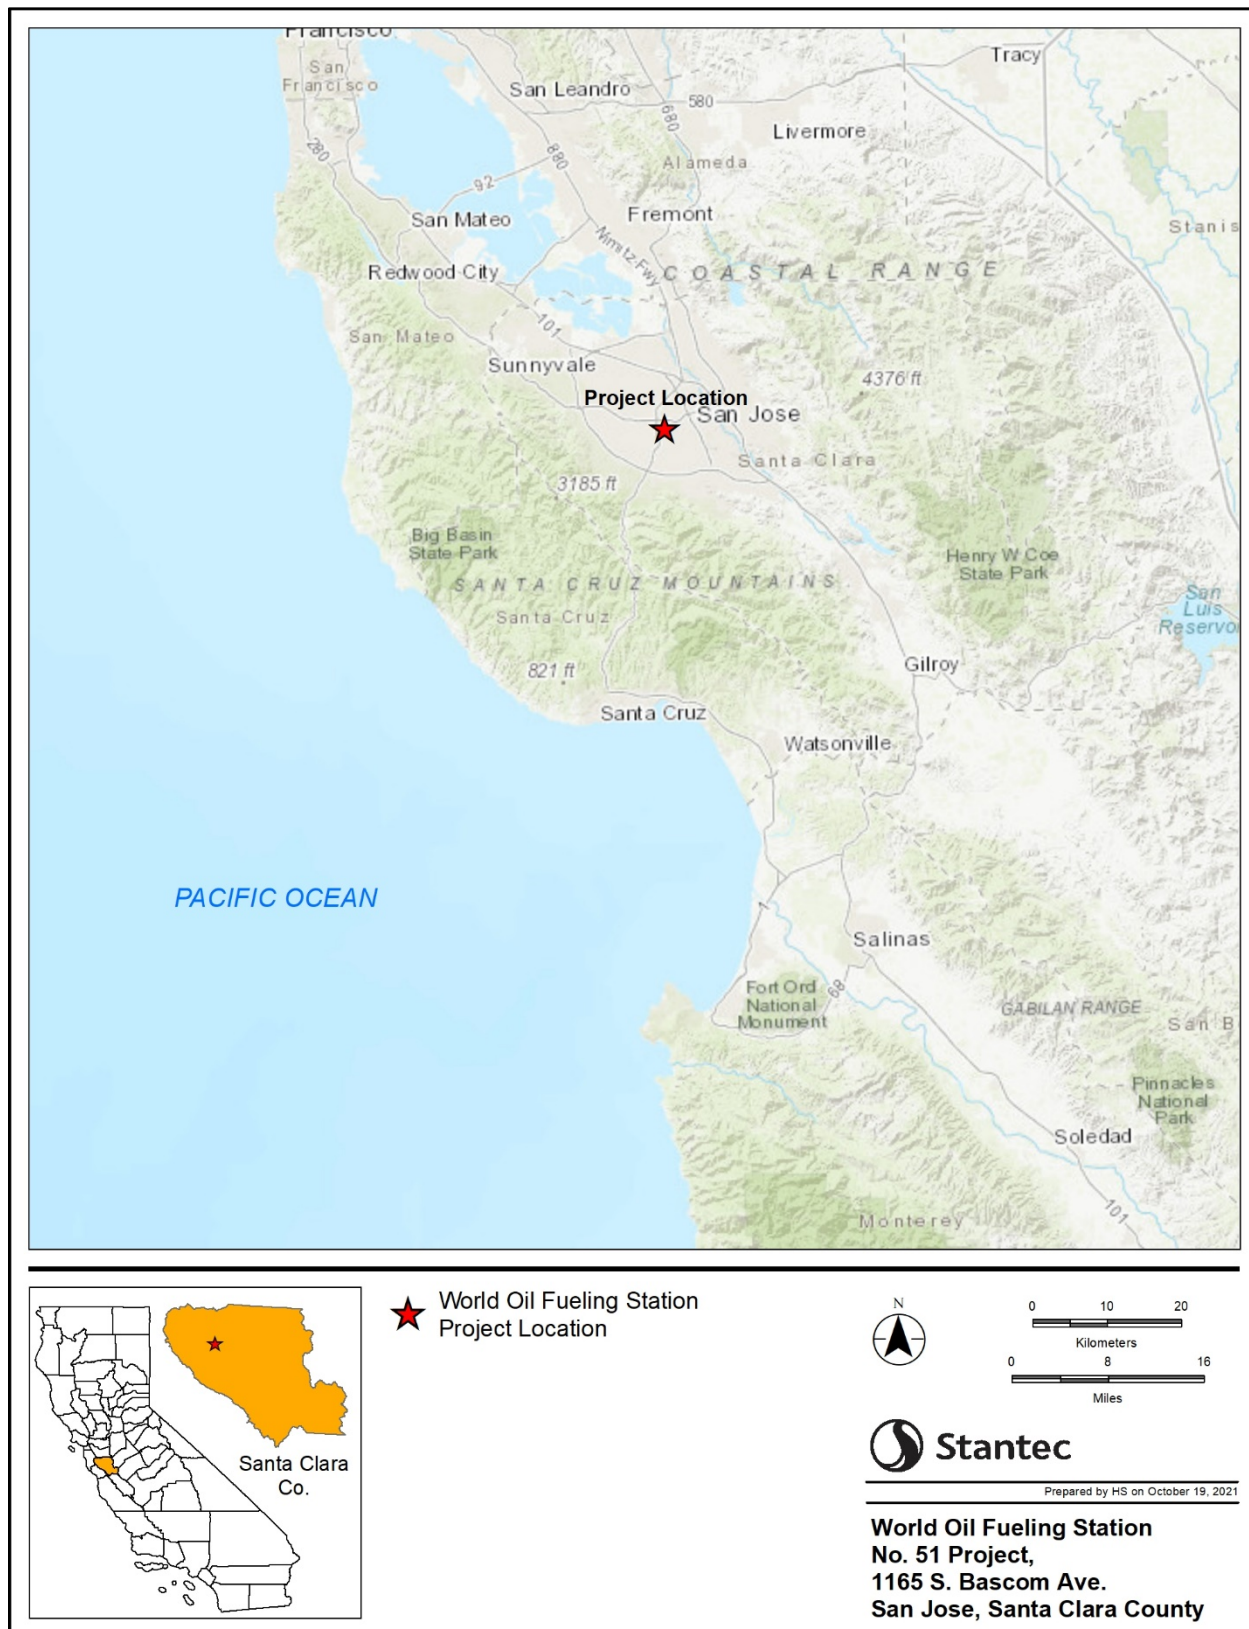 Francisco
San
Francisco
Tracy
San Leandro
580
680
Livermore
280
880
Alameda
92
San Mateo
Fremont
Stanis
Nimitz Fwy
Redwood City
COASTAL RANGE
101
San Mateo
Sunnyvale
4376 ft
Project Location
San Jose
Santa Clara
3185 ft
Big Basin
State Park
Henry W Coe
State Park
SANTA CRUZ MOUNTAINS
San
Luis
Reservo
Santa Cruz
Gilroy
821 ft
Santa Cruz
Watsonville
PACIFIC OCEAN
1
Salinas
68
Fort Ord
National
Monument
GABILAN RANGE
San B
Pinnacles
National
Park
Soledad
101
Monterey
Santa Clara
Co.
World Oil Fueling Station
Project Location
N
0 10 20
Kilometers
0 8 16
Miles
Stantec
Prepared by HS on October 19, 2021
World Oil Fueling Station
No. 51 Project,
1165 S. Bascom Ave.
San Jose, Santa Clara County